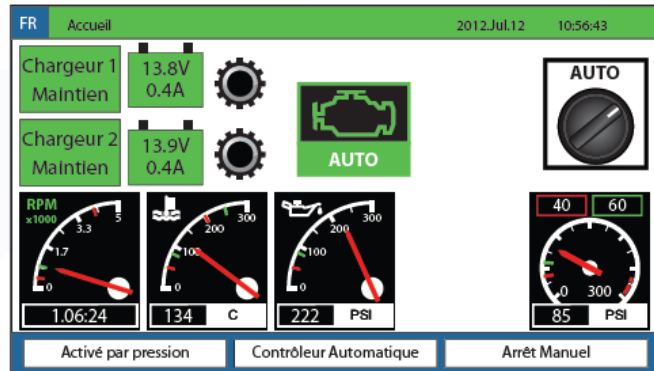 FR Accueil 2012.Jul.12 10:56:43
Chargeur 1
Maintien
13.8V
0.4A
AUTO
AUTO
Chargeur 2
Maintien
13.9V
0.4A
RPM
x1000
0
1.7
3.3
5
1.06:24
0
100
200
300
134 C
0
100
200
300
222 PSI
40 60
0 300
85 PSI
Activé par pression Contrôleur Automatique Arrêt Manuel